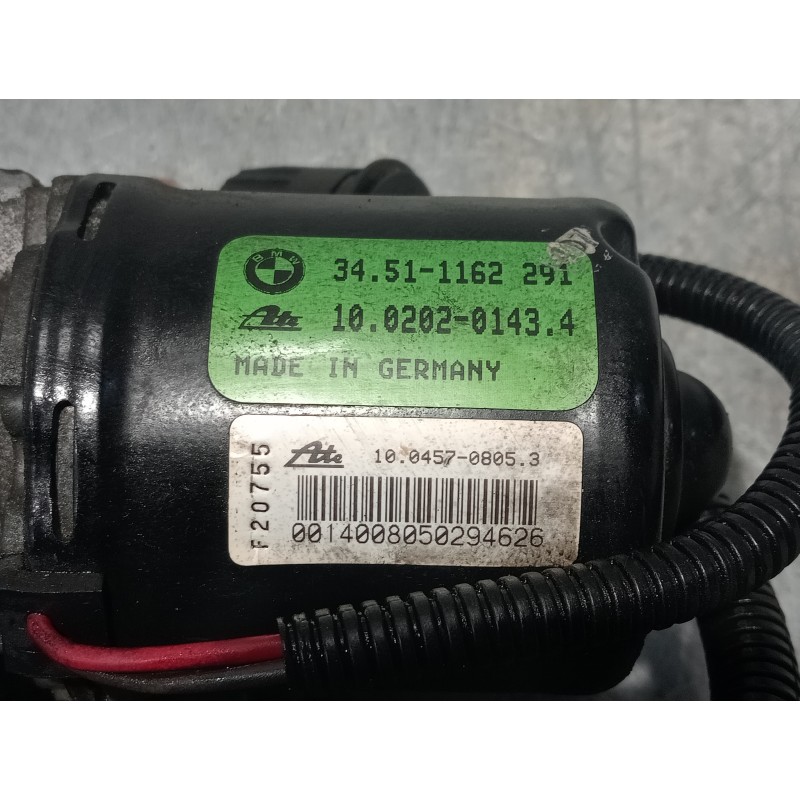 BMW
34.51-1162 291
Ate 10.0202-0143.4
MADE IN GERMANY
F20755
Ate 10.0457-0805.3
0014008050294626